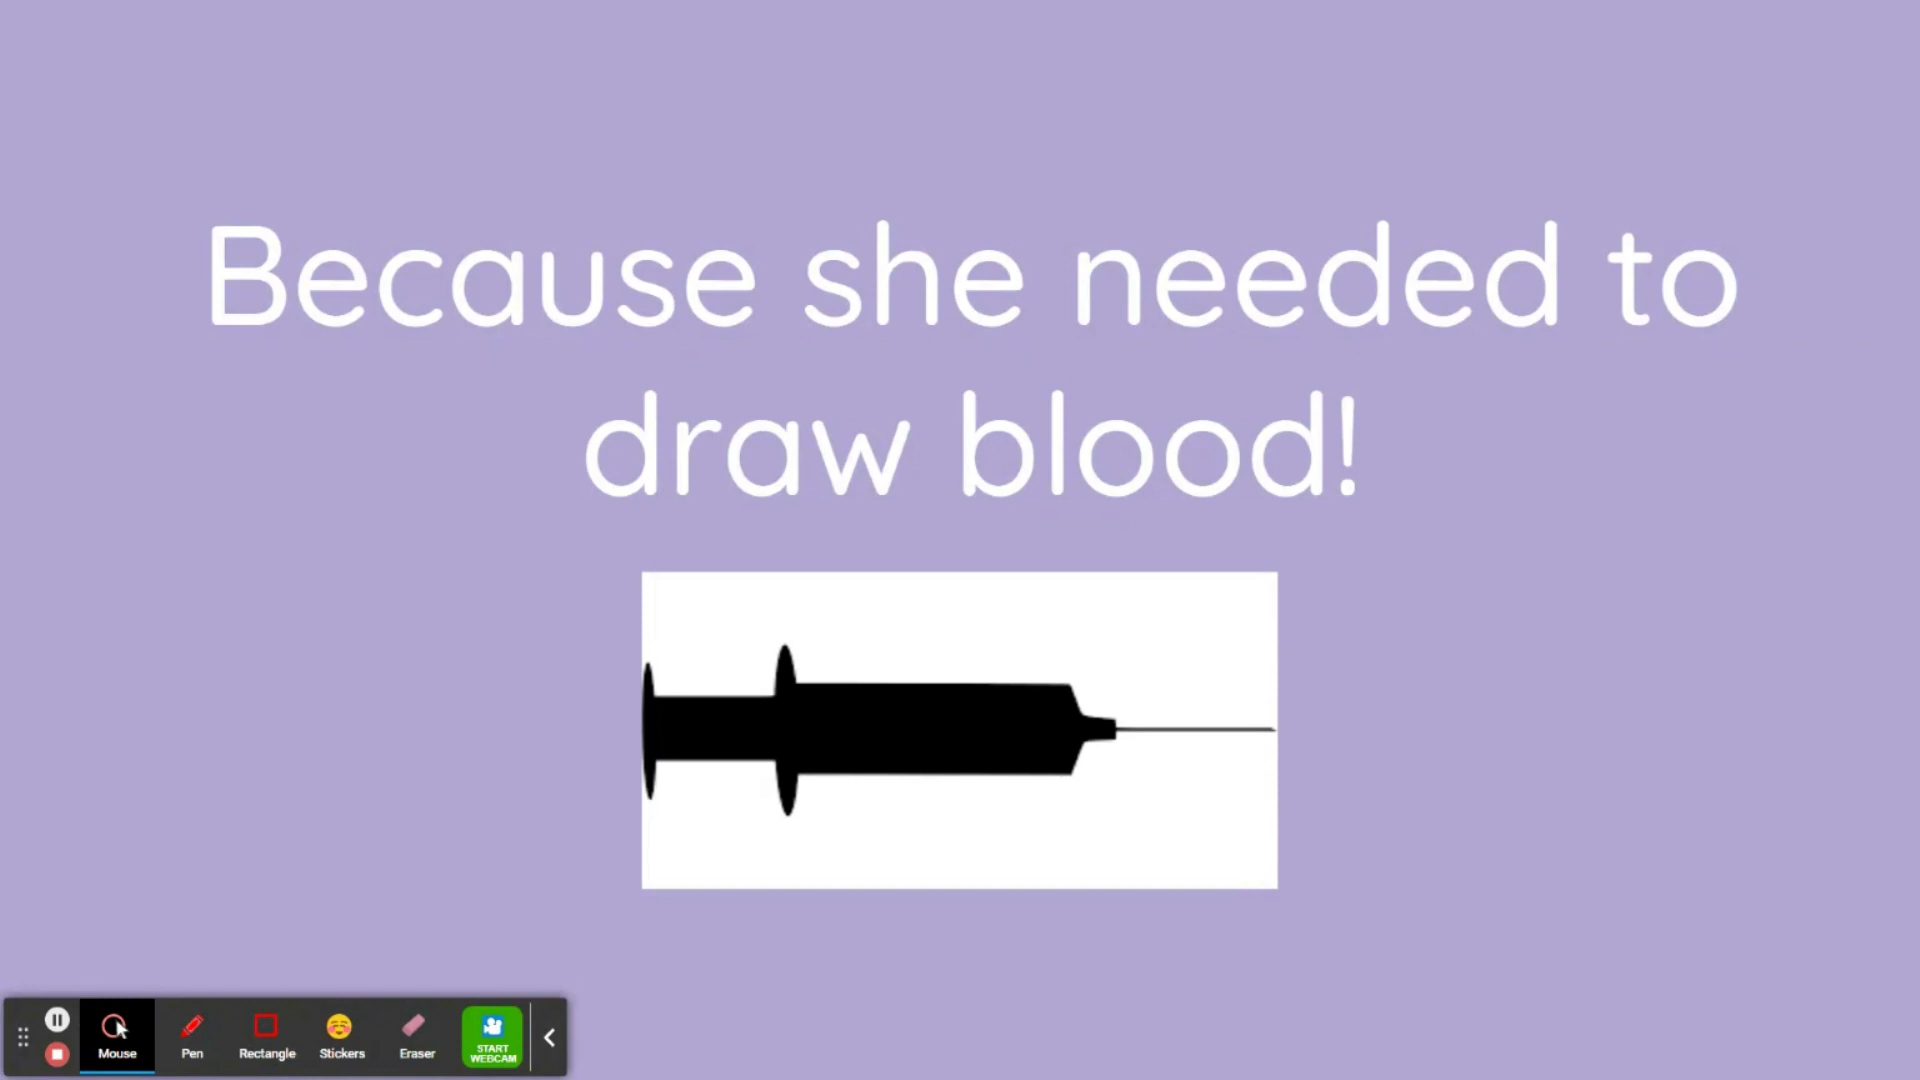 Because she needed to
draw blood!
Mouse
Pen
Rectangle
Stickers
Eraser
START
WEBCAM